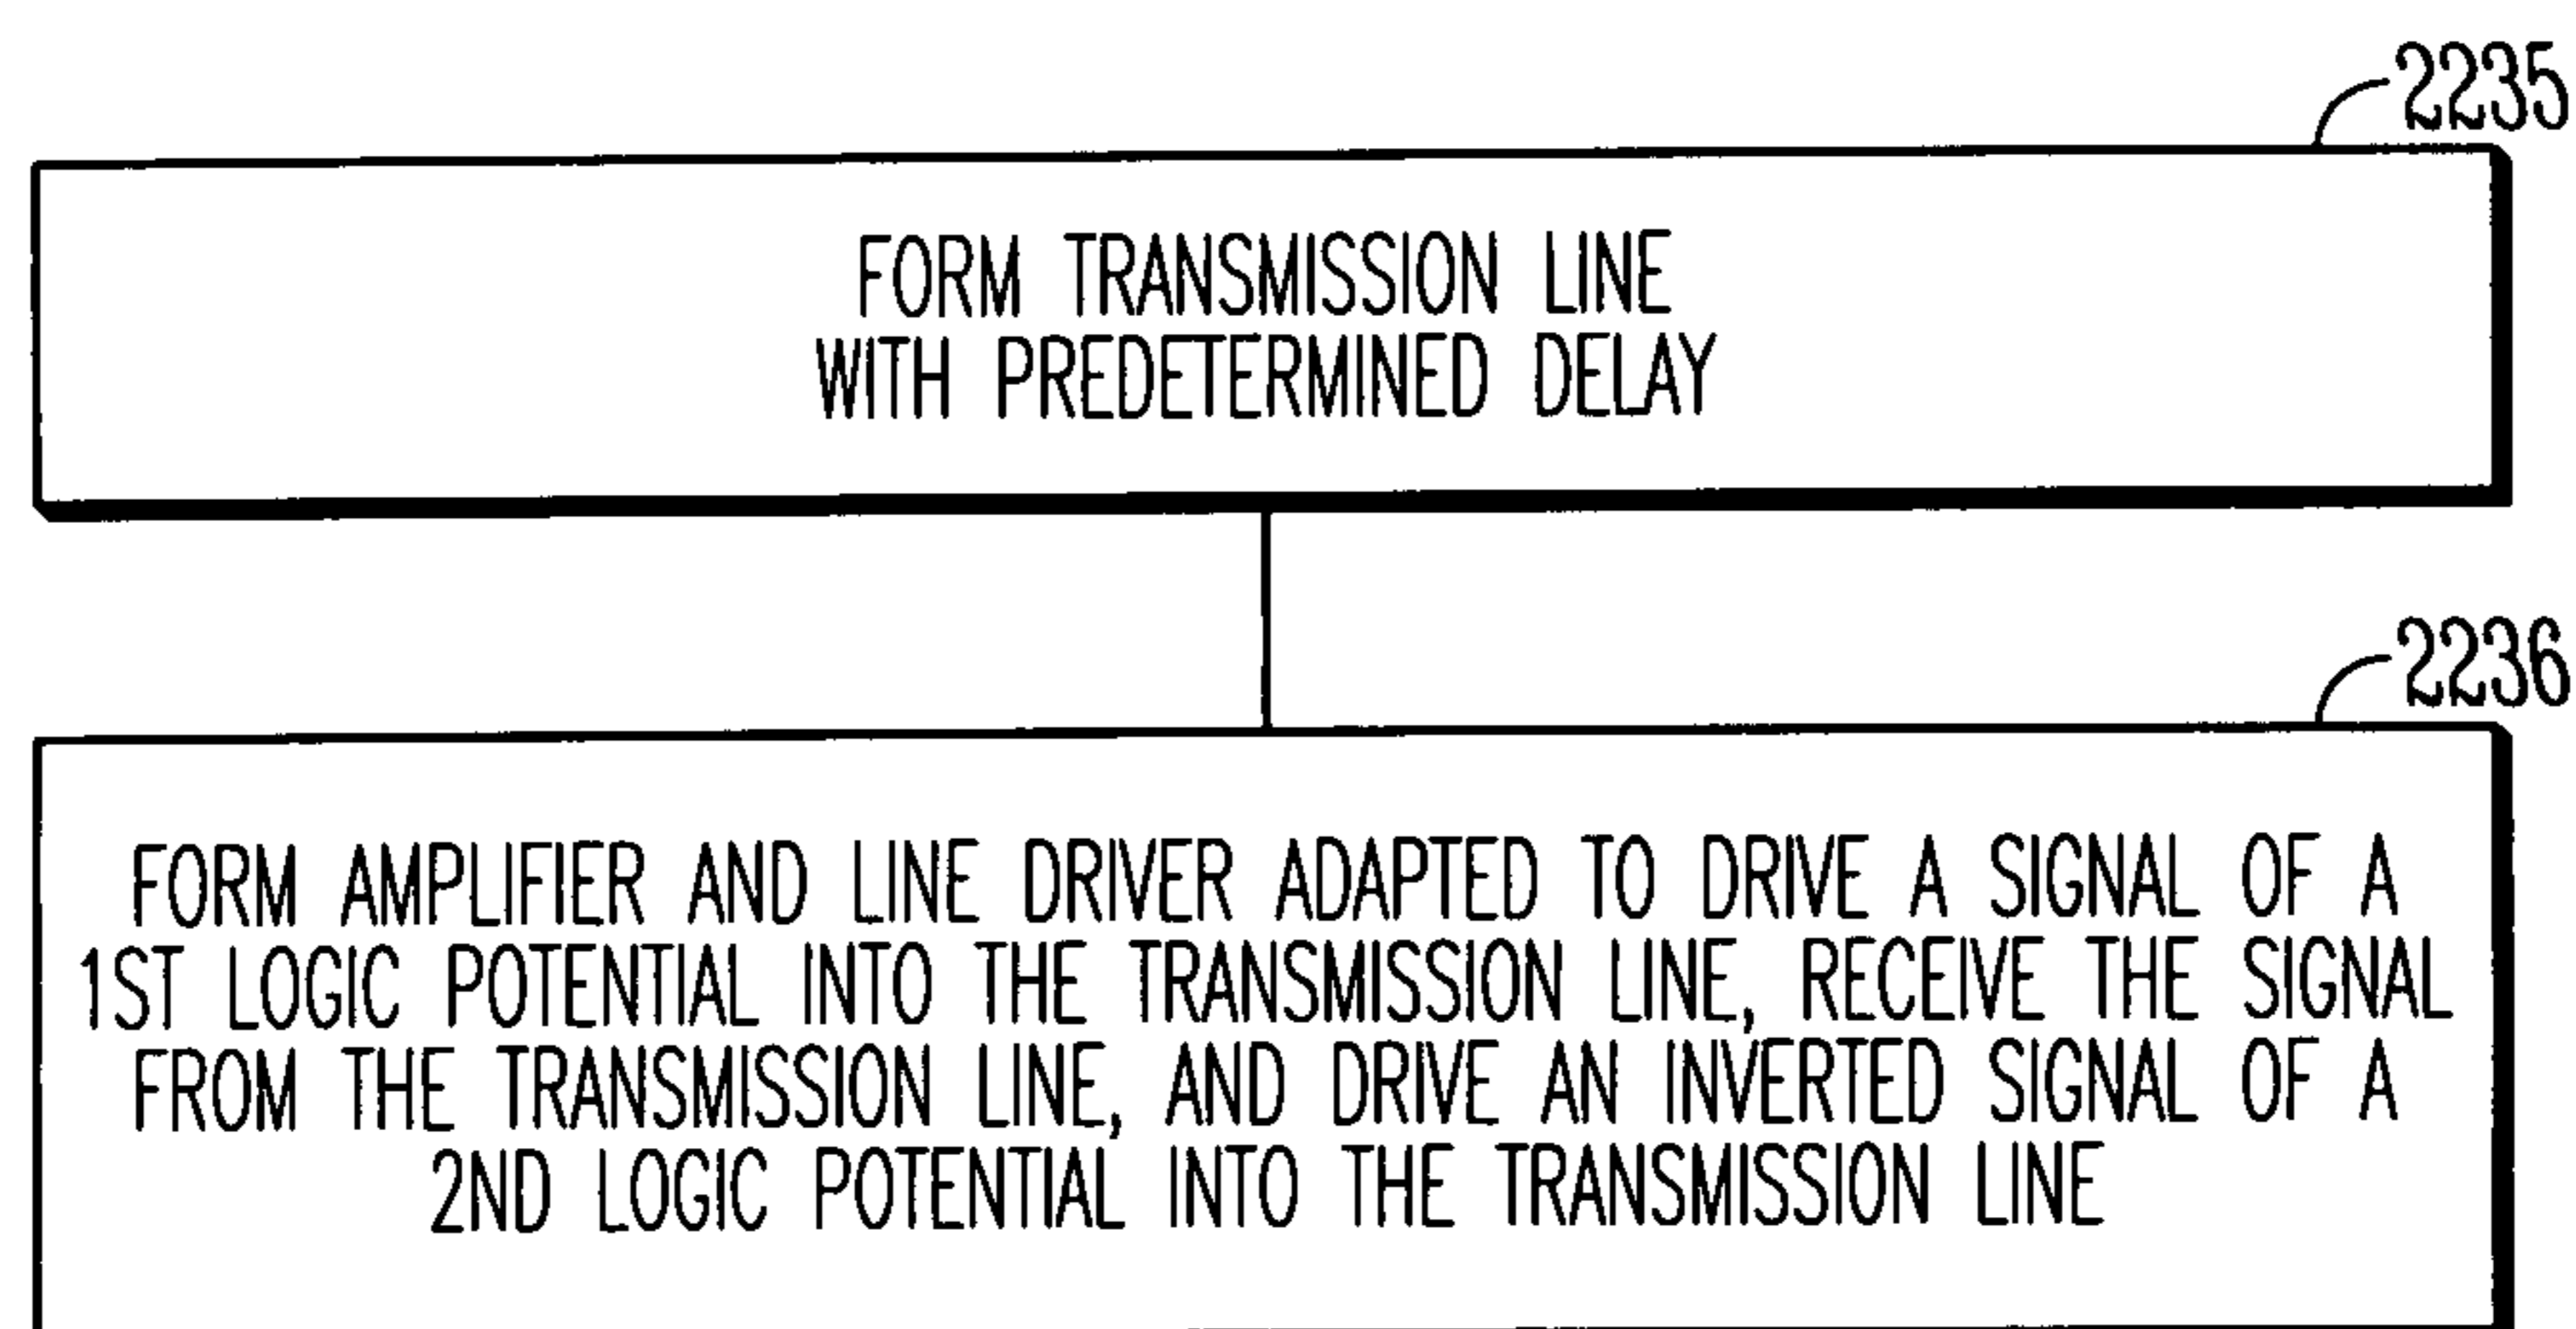 2235
FORM TRANSMISSION LINE
WITH PREDETERMINED DELAY
2236
FORM AMPLIFIER AND LINE DRIVER ADAPTED TO DRIVE A SIGNAL OF A
1ST LOGIC POTENTIAL INTO THE TRANSMISSION LINE, RECEIVE THE SIGNAL
FROM THE TRANSMISSION LINE, AND DRIVE AN INVERTED SIGNAL OF A
2ND LOGIC POTENTIAL INTO THE TRANSMISSION LINE